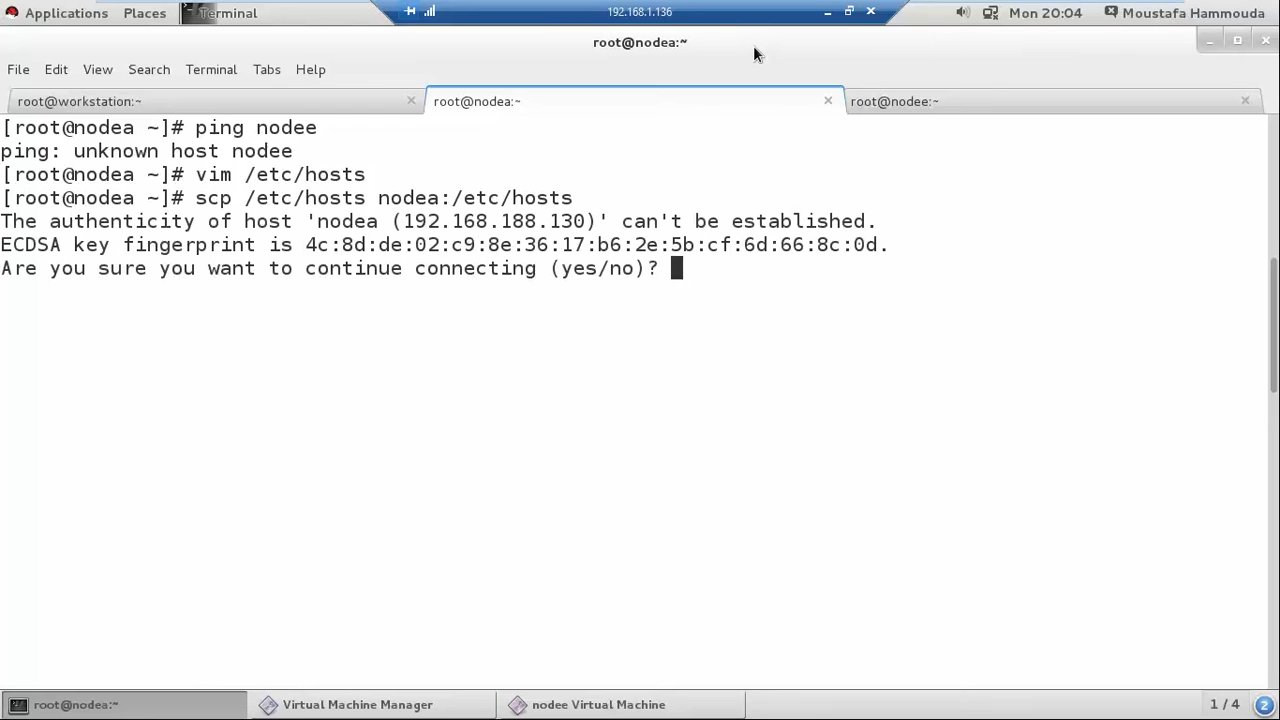 Applications Places Terminal 192.168.1.136 Mon 20:04 Moustafa Hammouda
root@nodea:~
File Edit View Search Terminal Tabs Help
root@workstation:~ root@nodea:~ root@nodee:~
[root@nodea ~]# ping nodee
ping: unknown host nodee
[root@nodea ~]# vim /etc/hosts
[root@nodea ~]# scp /etc/hosts nodea:/etc/hosts
The authenticity of host 'nodea (192.168.188.130)' can't be established.
ECDSA key fingerprint is 4c:8d:de:02:c9:8e:36:17:b6:2e:5b:cf:6d:66:8c:0d.
Are you sure you want to continue connecting (yes/no)?
root@nodea:~ Virtual Machine Manager nodee Virtual Machine 1 / 4 2